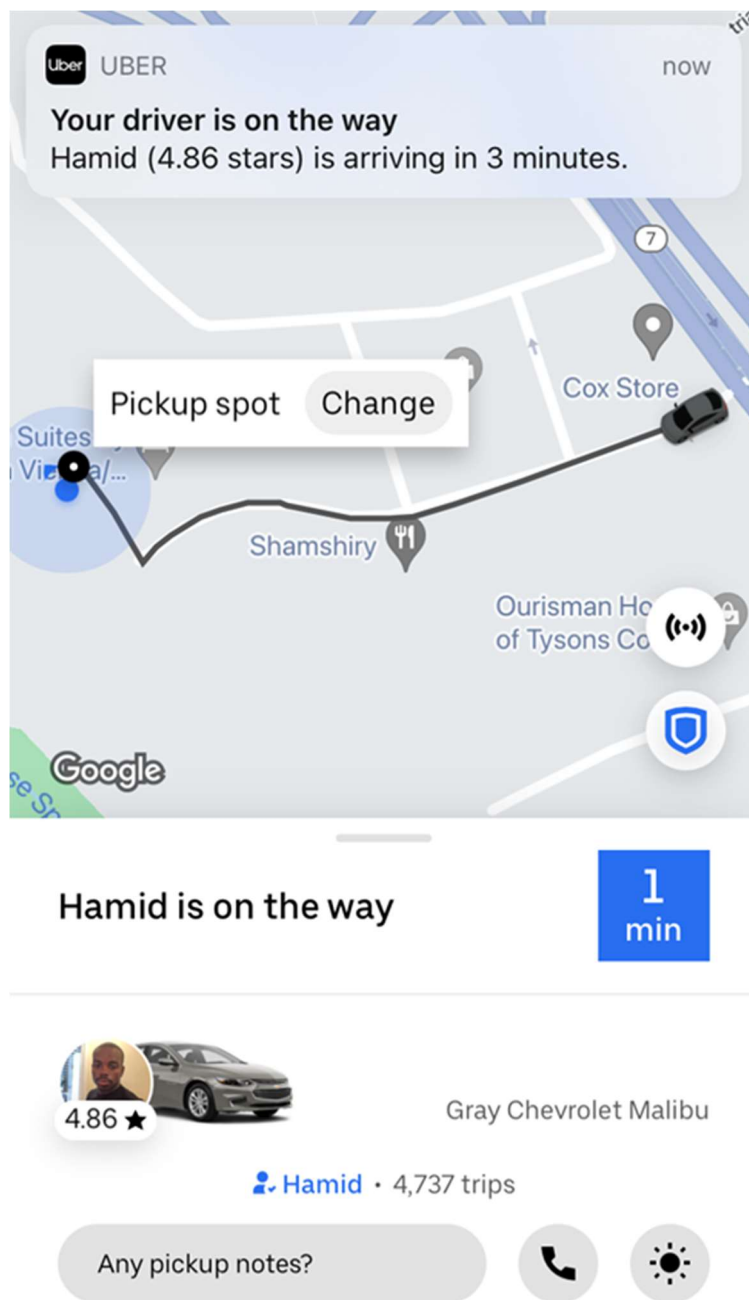 Uber UBER now
Your driver is on the way
Hamid (4.86 stars) is arriving in 3 minutes.
7
Pickup spot Change
Cox Store
Suites
a/...
Shamshiry
Ourisman Ho
of Tysons Co
Google
Hamid is on the way
1
min
4.86 ★
Gray Chevrolet Malibu
Hamid • 4,737 trips
Any pickup notes?